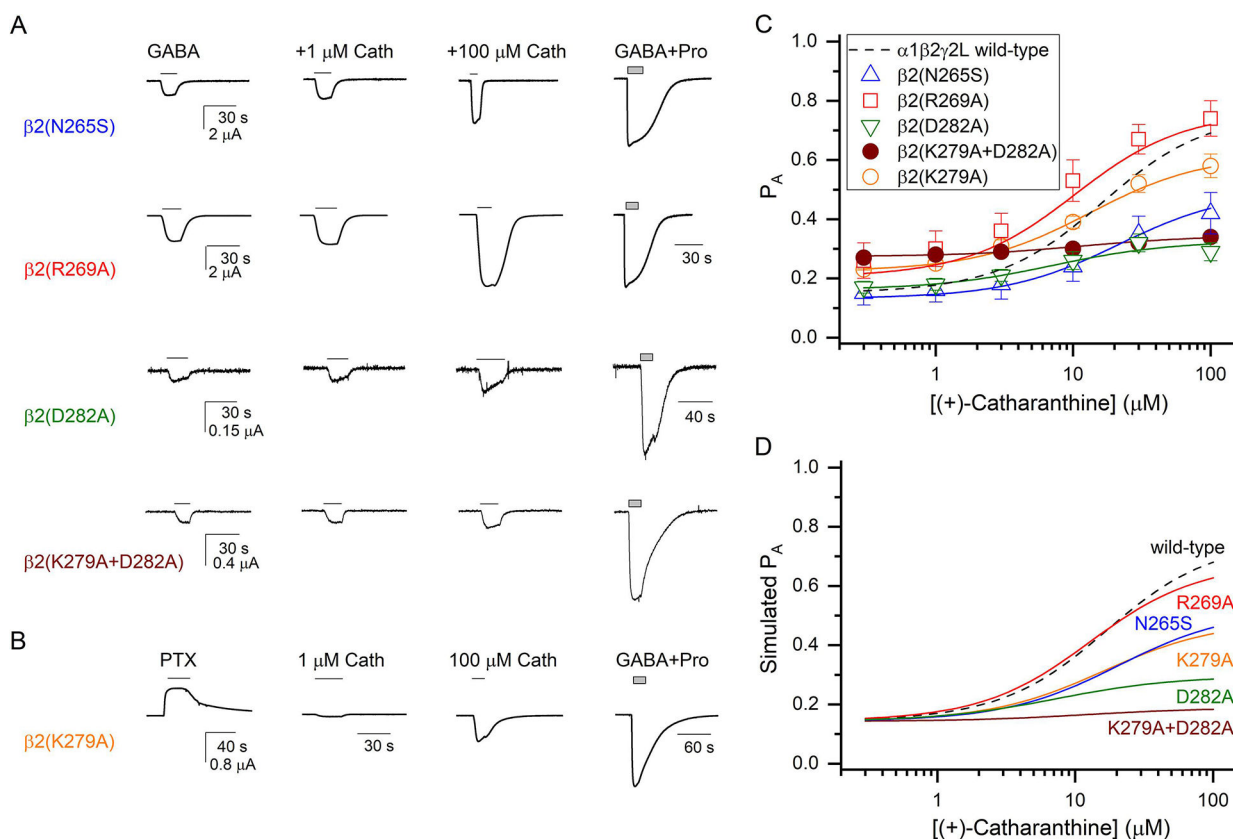 A
GABA +1 μM Cath +100 μM Cath GABA+Pro
β2(N265S)
30 s
2 μA
β2(R269A)
30 s
2 μA
30 s
β2(D282A)
30 s
0.15 μA
40 s
β2(K279A+D282A)
30 s
0.4 μA
B
PTX 1 μM Cath 100 μM Cath GABA+Pro
β2(K279A)
40 s
0.8 μA
30 s
60 s
C
1.0
0.8
0.6
0.4
0.2
0.0
P_A
α1β2γ2L wild-type
β2(N265S)
β2(R269A)
β2(D282A)
β2(K279A+D282A)
β2(K279A)
1 10 100
[(+)-Catharanthine] (μM)
D
1.0
0.8
0.6
0.4
0.2
0.0
Simulated P_A
wild-type
R269A
N265S
K279A
D282A
K279A+D282A
1 10 100
[(+)-Catharanthine] (μM)